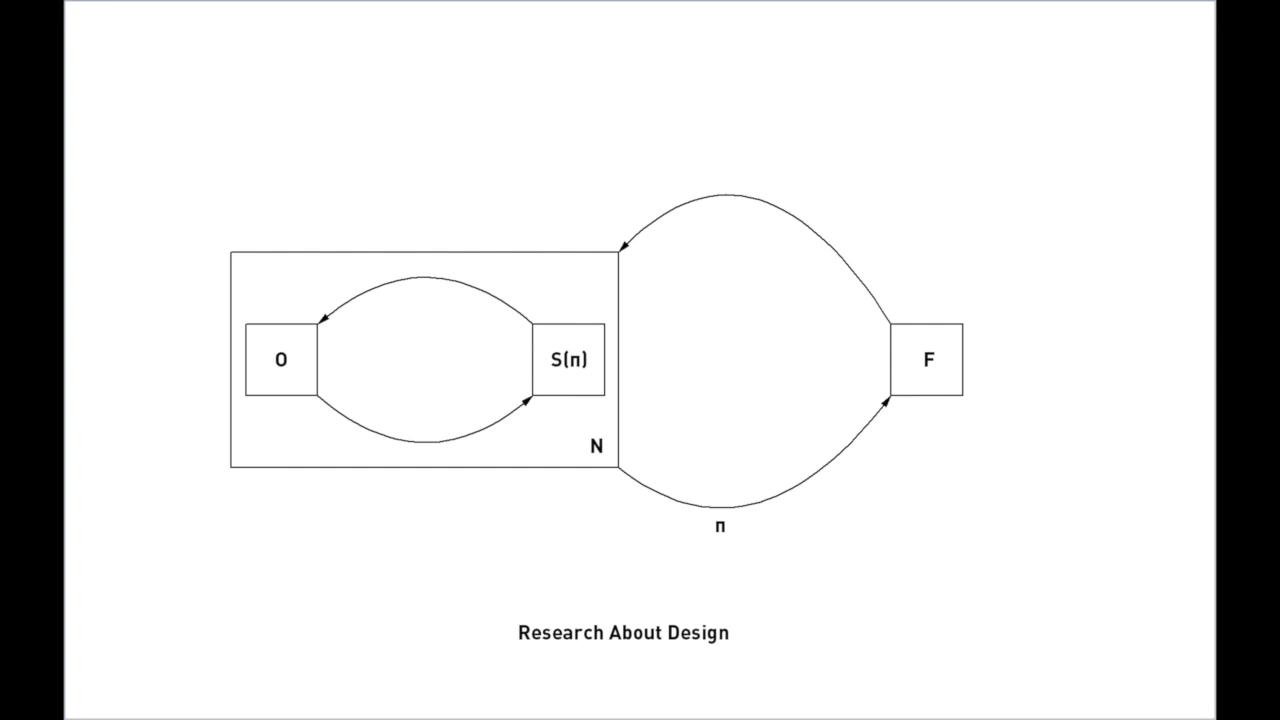 O
S(π)
F
N
π
Research About Design